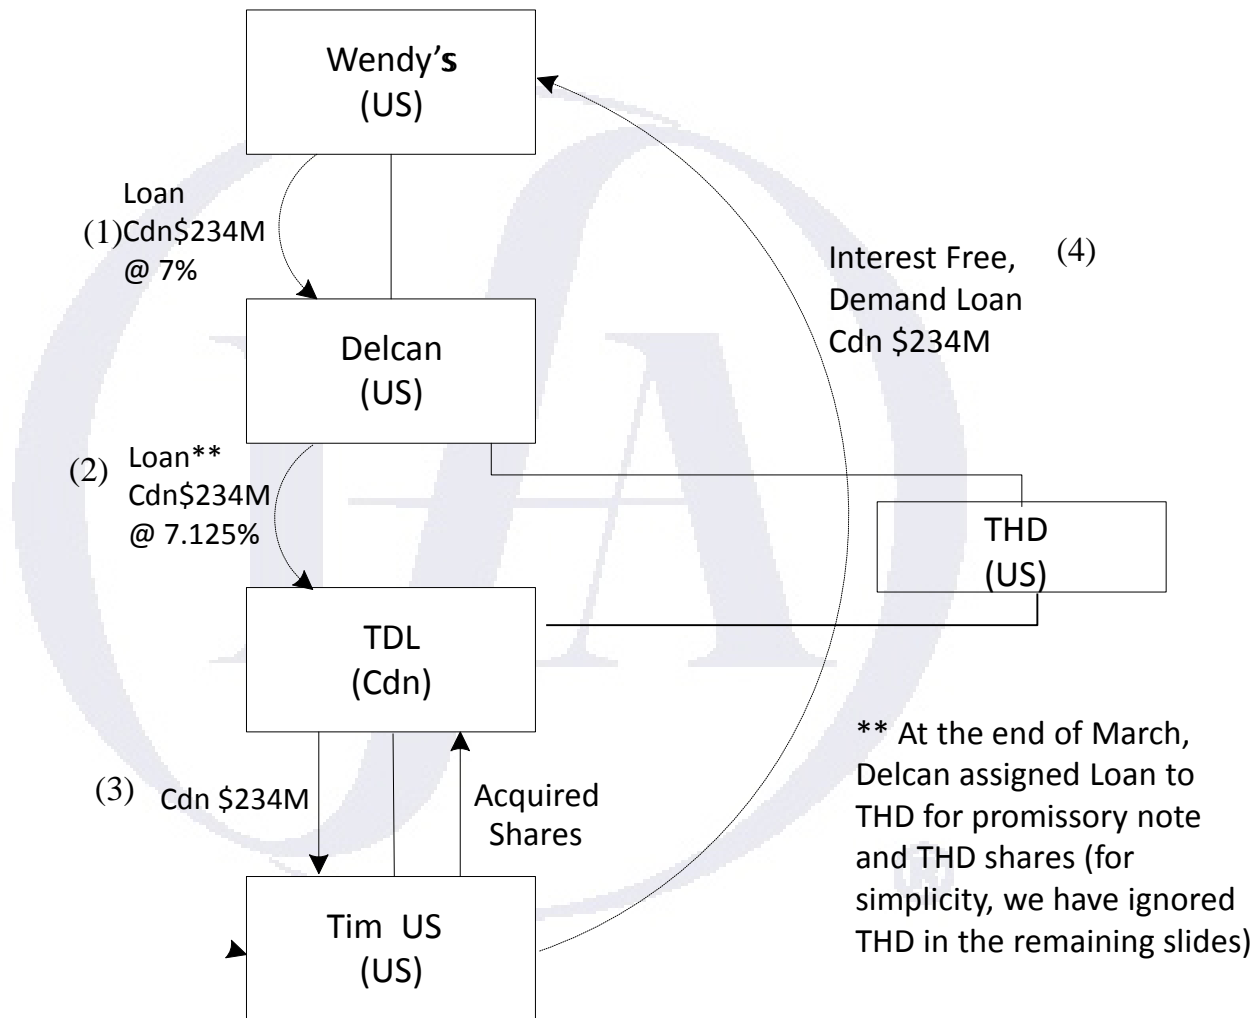 Wendy's
(US)
Loan
(1)Cdn$234M
@ 7%
Interest Free,
Demand Loan
Cdn $234M
(4)
Delcan
(US)
(2)
Loan**
Cdn$234M
@ 7.125%
THD
(US)
TDL
(Cdn)
(3) Cdn $234M
Acquired
Shares
** At the end of March,
Delcan assigned Loan to
THD for promissory note
and THD shares (for
simplicity, we have ignored
THD in the remaining slides)
Tim US
(US)